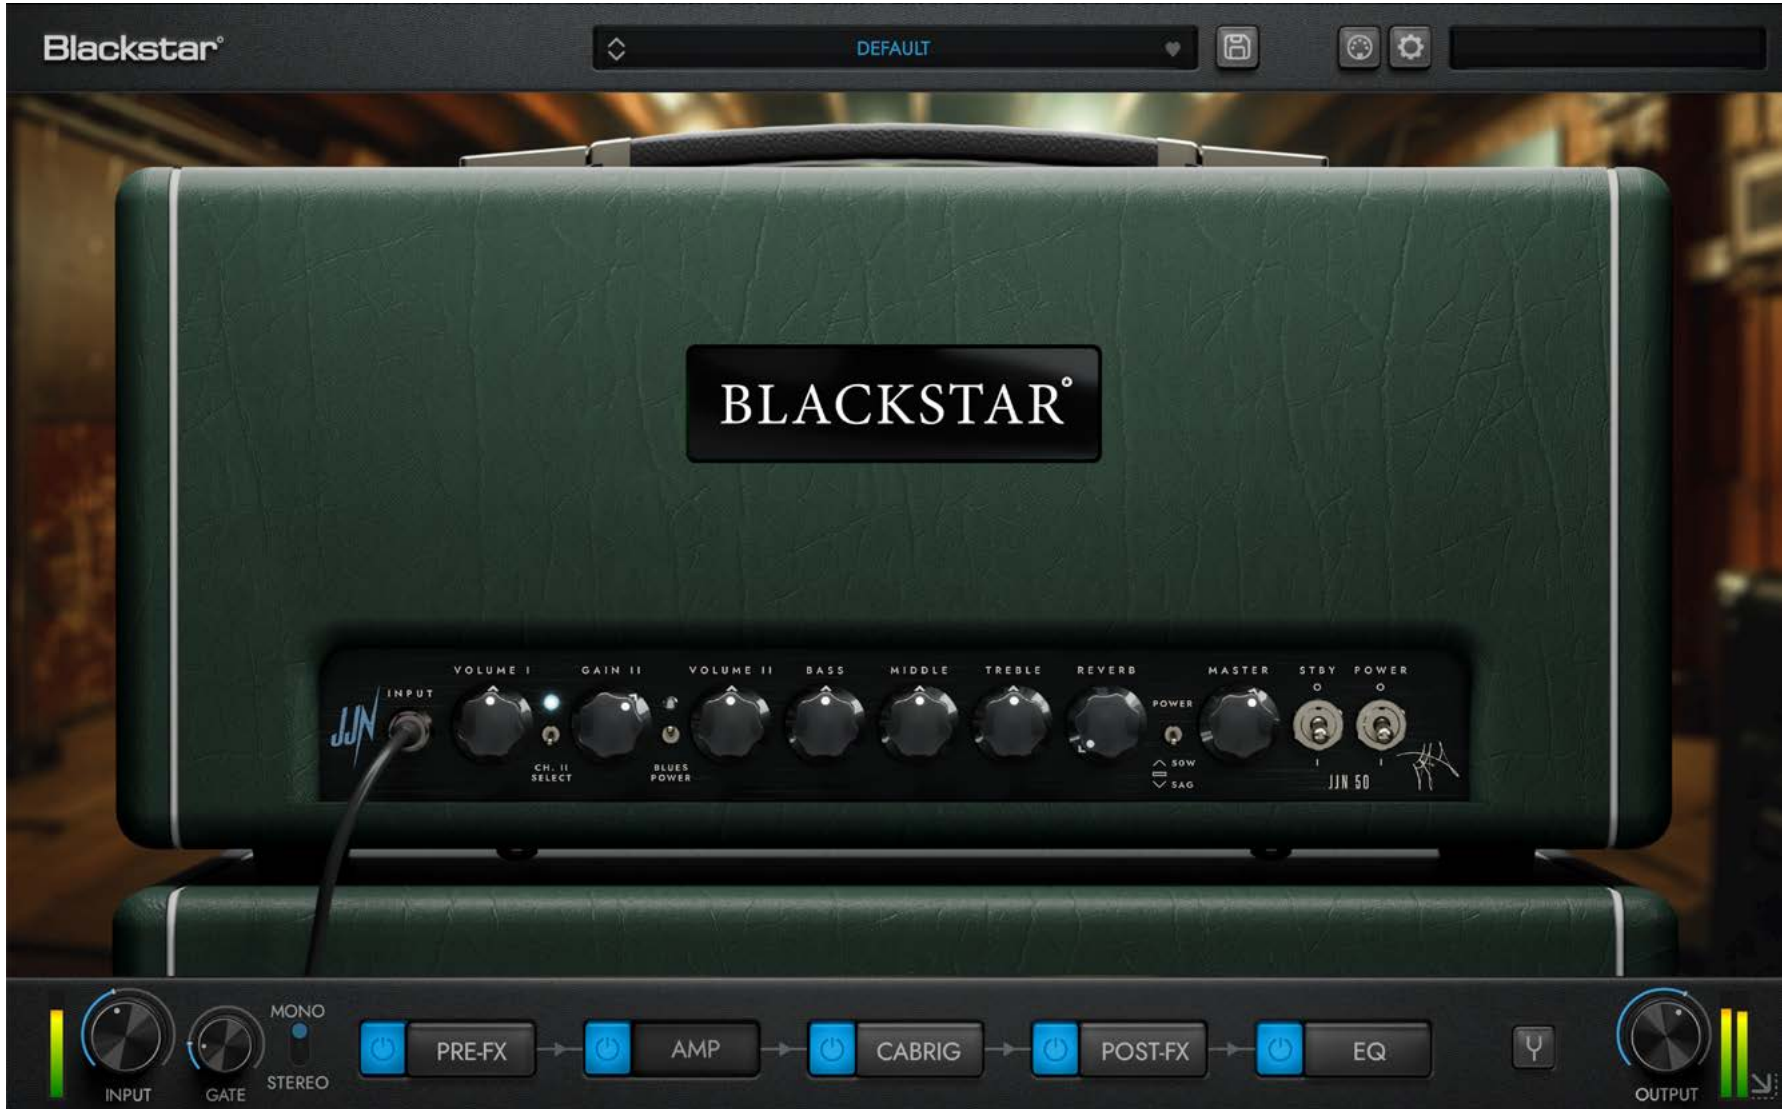 Blackstar
DEFAULT
BLACKSTAR
VOLUME I
GAIN II
VOLUME II
BASS
MIDDLE
TREBLE
REVERB
MASTER
STBY
POWER
JJN
INPUT
POWER
CH. II
SELECT
BLUES
POWER
50W
SAG
JJN 50
MONO
STEREO
INPUT
GATE
PRE-FX
AMP
CABRIG
POST-FX
EQ
OUTPUT